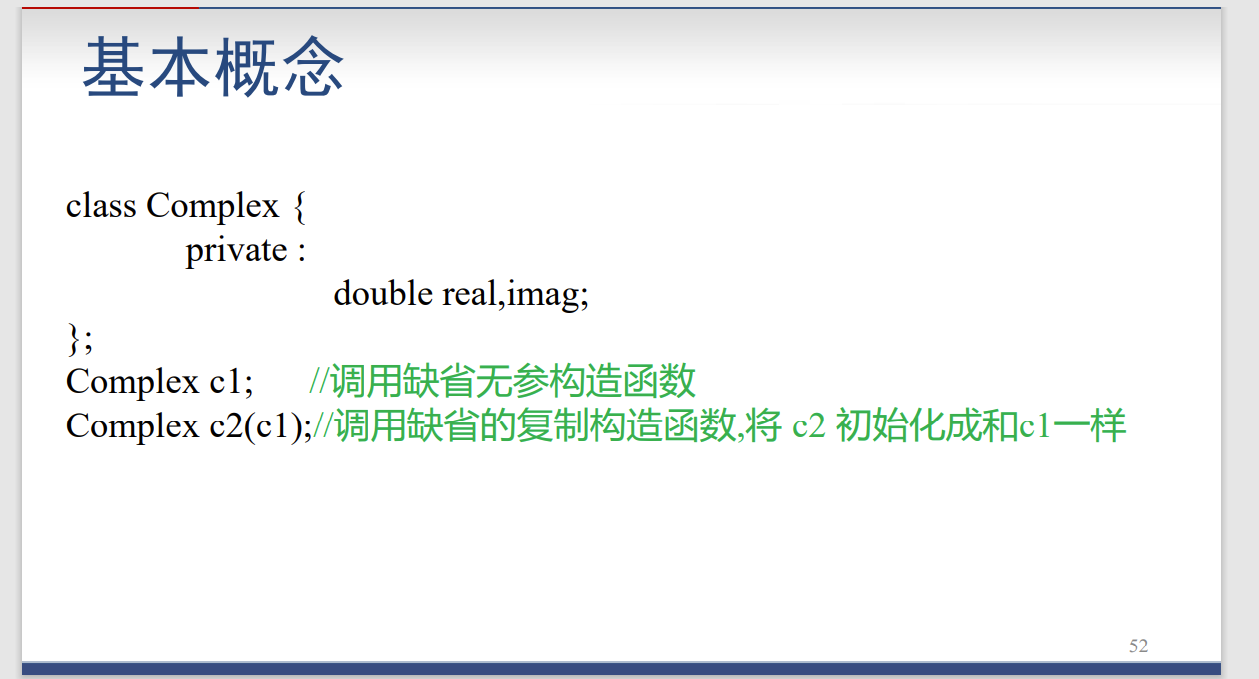 基本概念
class Complex {
private :
double real,imag;
};
Complex c1; //调用缺省无参构造函数
Complex c2(c1);//调用缺省的复制构造函数,将 c2 初始化成和c1一样
52